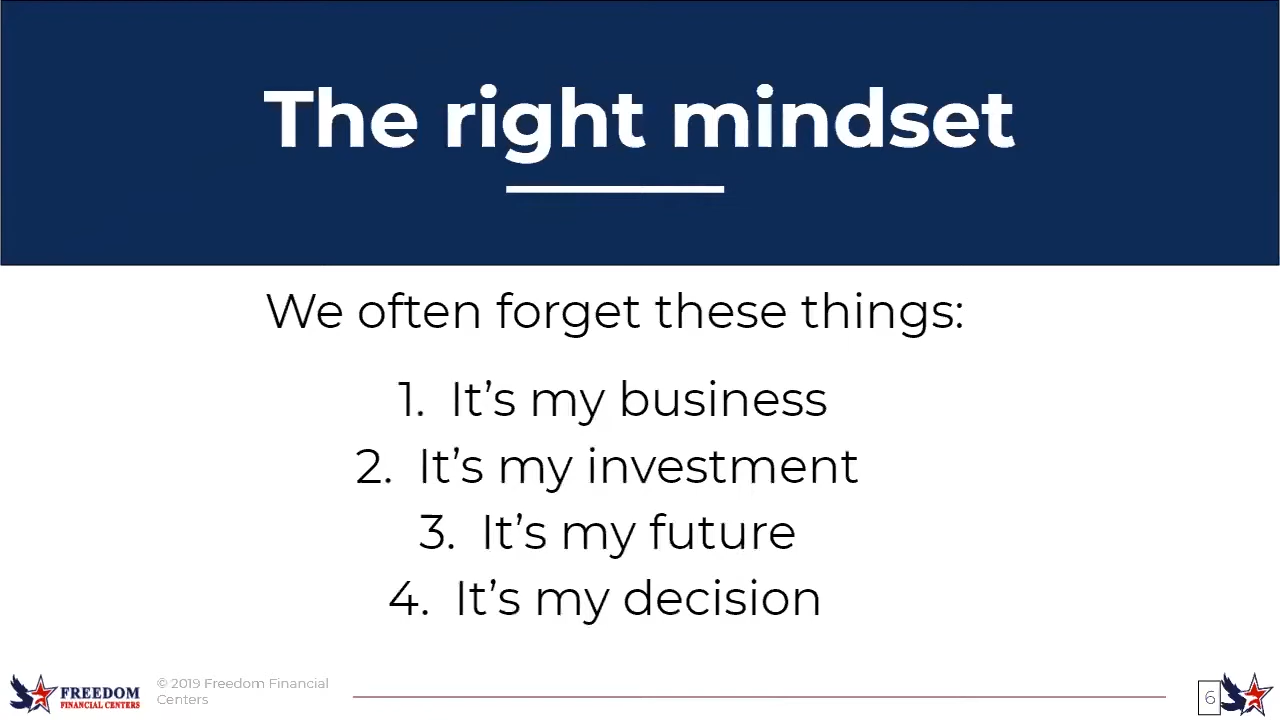 The right mindset
We often forget these things:
1. It’s my business
2. It’s my investment
3. It’s my future
4. It’s my decision
FREEDOM
FINANCIAL CENTERS
© 2019 Freedom Financial
Centers
6